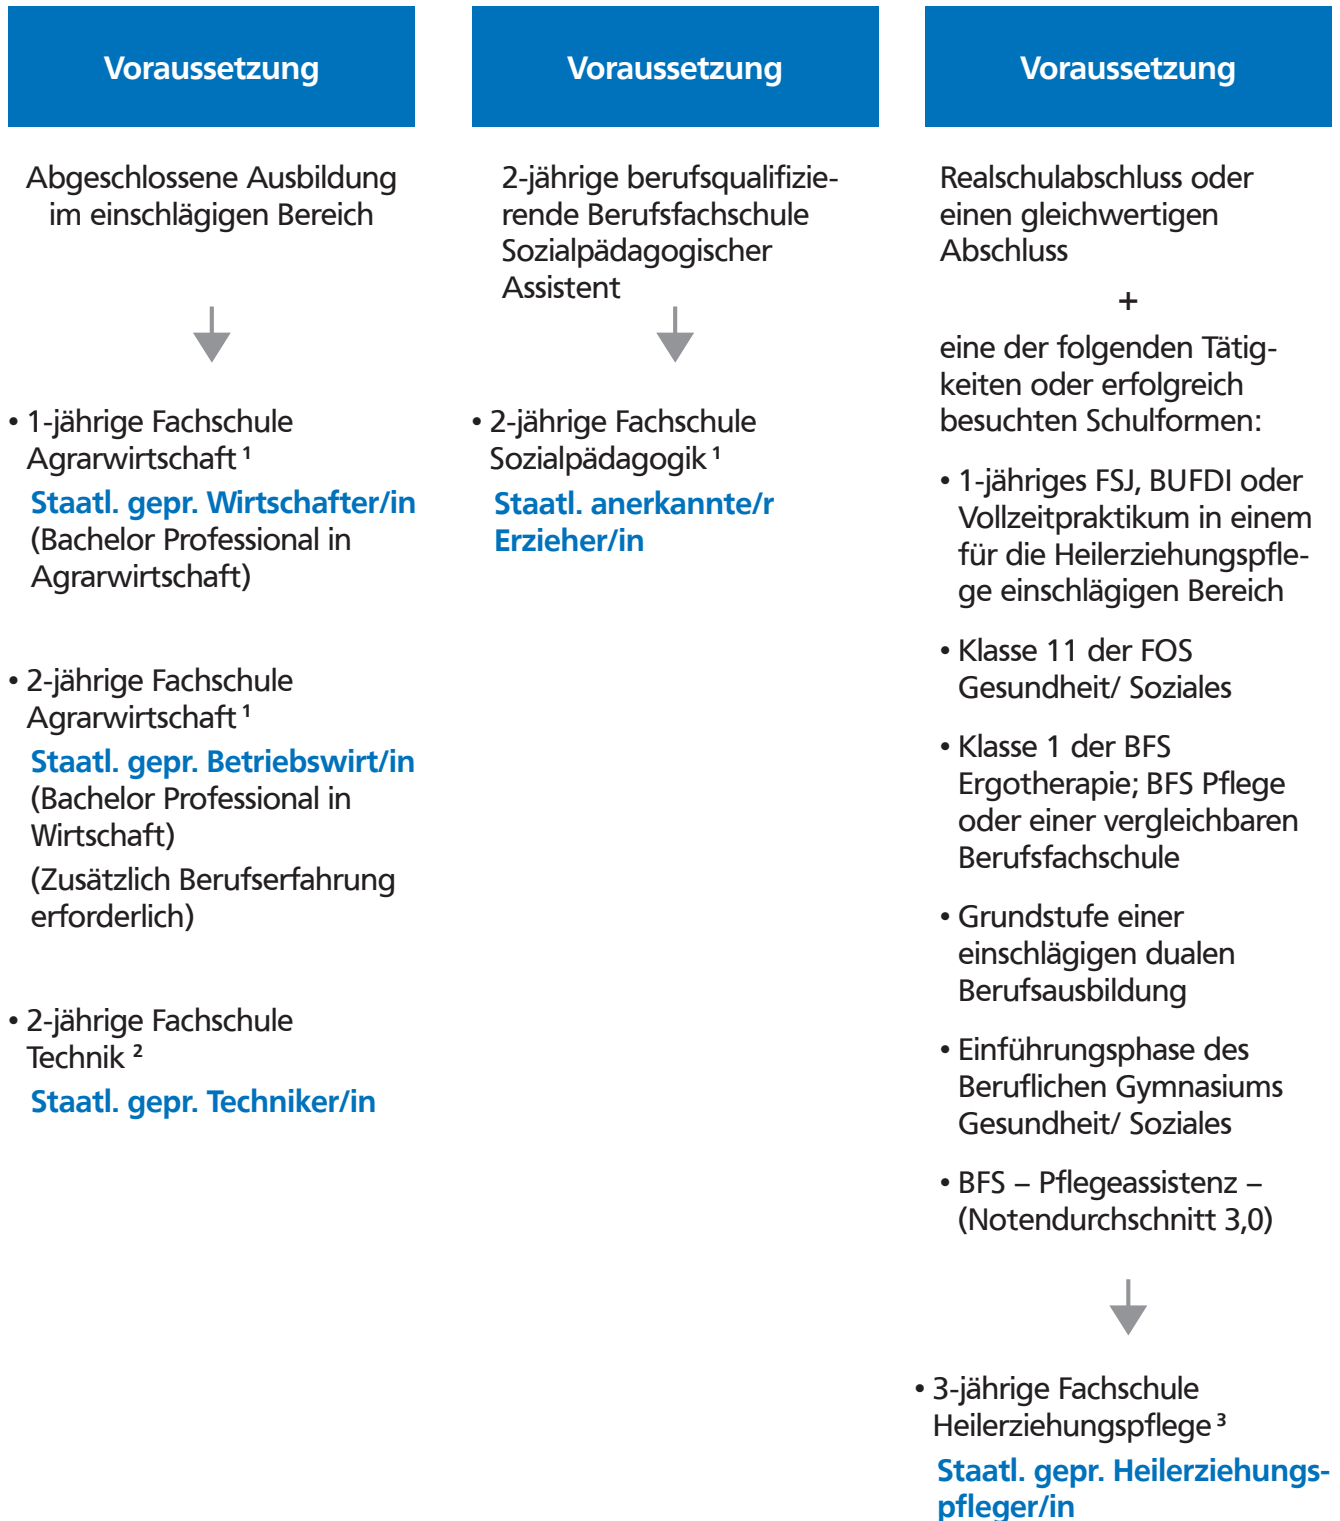 Voraussetzung
Abgeschlossene Ausbildung
im einschlägigen Bereich
• 1-jährige Fachschule
Agrarwirtschaft ¹
Staatl. gepr. Wirtschafter/in
(Bachelor Professional in
Agrarwirtschaft)
• 2-jährige Fachschule
Agrarwirtschaft ¹
Staatl. gepr. Betriebswirt/in
(Bachelor Professional in
Wirtschaft)
(Zusätzlich Berufserfahrung
erforderlich)
• 2-jährige Fachschule
Technik ²
Staatl. gepr. Techniker/in
Voraussetzung
2-jährige berufsqualifizie-
rende Berufsfachschule
Sozialpädagogischer
Assistent
• 2-jährige Fachschule
Sozialpädagogik ¹
Staatl. anerkannte/r
Erzieher/in
Voraussetzung
Realschulabschluss oder
einen gleichwertigen
Abschluss
+
eine der folgenden Tätig-
keiten oder erfolgreich
besuchten Schulformen:
• 1-jähriges FSJ, BUFDI oder
Vollzeitpraktikum in einem
für die Heilerziehungspfle-
ge einschlägigen Bereich
• Klasse 11 der FOS
Gesundheit/ Soziales
• Klasse 1 der BFS
Ergotherapie; BFS Pflege
oder einer vergleichbaren
Berufsfachschule
• Grundstufe einer
einschlägigen dualen
Berufsausbildung
• Einführungsphase des
Beruflichen Gymnasiums
Gesundheit/ Soziales
• BFS – Pflegeassistenz –
(Notendurchschnitt 3,0)
• 3-jährige Fachschule
Heilerziehungspflege ³
Staatl. gepr. Heilerziehungs-
pfleger/in